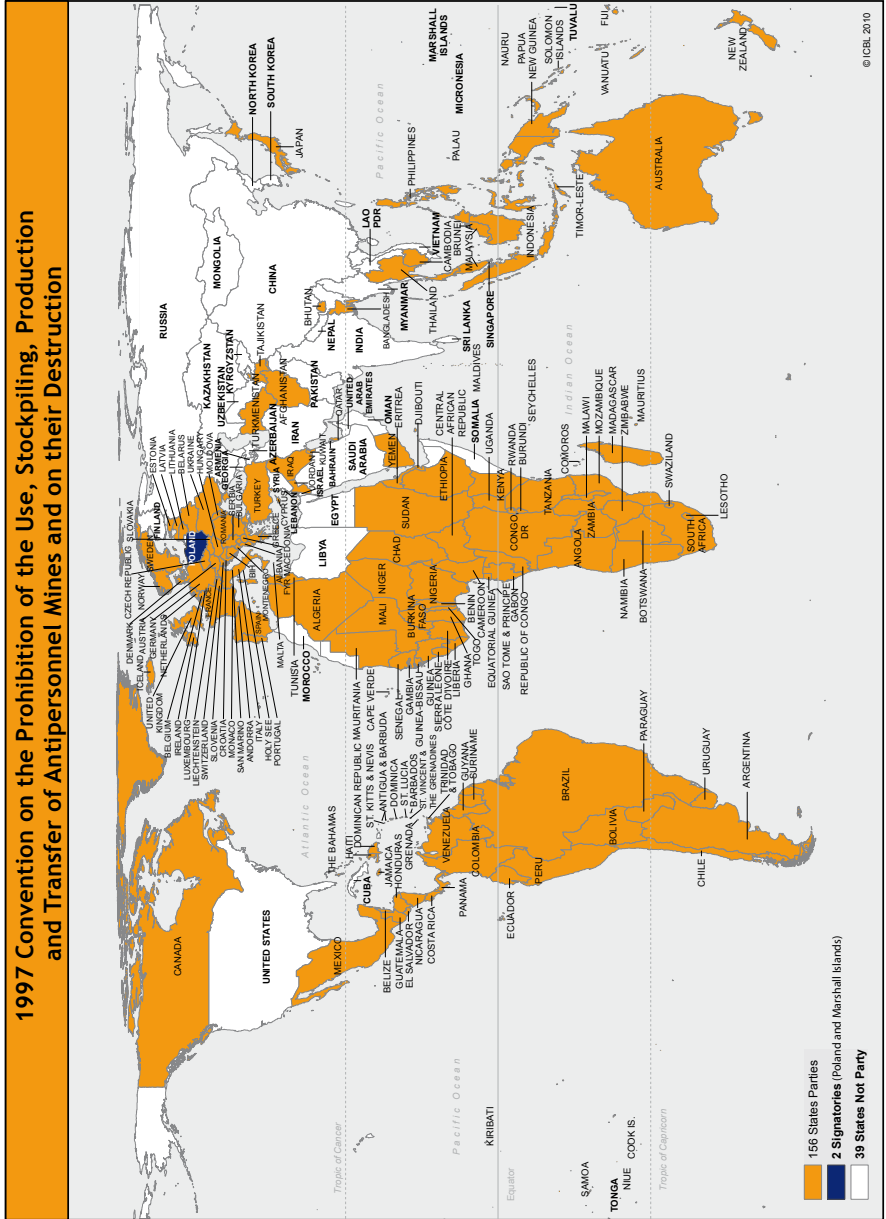 1997 Convention on the Prohibition of the Use, Stockpiling, Production
and Transfer of Antipersonnel Mines and their Destruction
CANADA
UNITED STATES
MEXICO
THE BAHAMAS
HAITI
CUBA
DOMINICAN REPUBLIC
ST. KITTS & NEVIS
ANTIGUA & BARBUDA
DOMINICA
ST. LUCIA
BARBADOS
ST. VINCENT &
THE GRENADINES
GRENADA
TRINIDAD
& TOBAGO
JAMAICA
HONDURAS
BELIZE
GUATEMALA
EL SALVADOR
NICARAGUA
COSTA RICA
PANAMA
VENEZUELA
COLOMBIA
GUYANA
SURINAME
ECUADOR
PERU
BRAZIL
BOLIVIA
PARAGUAY
CHILE
URUGUAY
ARGENTINA
Atlantic Ocean
Pacific Ocean
Tropic of Cancer
Equator
Tropic of Capricorn
KIRIBATI
SAMOA
TONGA
NIUE
COOK IS.
DENMARK
CZECH REPUBLIC
SLOVAKIA
ICELAND
AUSTRIA
NORWAY
SWEDEN
FINLAND
ESTONIA
LATVIA
LITHUANIA
BELARUS
UKRAINE
HUNGARY
MOLDOVA
UNITED
KINGDOM
GERMANY
NETHERLANDS
POLAND
BELGIUM
IRELAND
LUXEMBOURG
LIECHTENSTEIN
SWITZERLAND
SLOVENIA
CROATIA
MONACO
SAN MARINO
ANDORRA
ITALY
HOLY SEE
PORTUGAL
FRANCE
SPAIN
ROMANIA
SERBIA
BULGARIA
BIH
MONTENEGRO
ALBANIA
FYR MACEDONIA
GREECE
CYPRUS
MALTA
TURKEY
ARMENIA
GEORGIA
AZERBAIJAN
RUSSIA
KAZAKHSTAN
UZBEKISTAN
KYRGYZSTAN
TAJIKISTAN
TURKMENISTAN
AFGHANISTAN
PAKISTAN
MONGOLIA
CHINA
NORTH KOREA
SOUTH KOREA
JAPAN
BHUTAN
NEPAL
INDIA
BANGLADESH
MYANMAR
THAILAND
LAO
PDR
VIETNAM
CAMBODIA
BRUNEI
MALAYSIA
SINGAPORE
SRI LANKA
MALDIVES
INDONESIA
TIMOR-LESTE
PHILIPPINES
PALAU
Pacific Ocean
MARSHALL
ISLANDS
MICRONESIA
NAURU
PAPUA
NEW GUINEA
SOLOMON
ISLANDS
TUVALU
VANUATU
FIJI
AUSTRALIA
NEW
ZEALAND
SYRIA
LEBANON
ISRAEL
JORDAN
IRAQ
IRAN
KUWAIT
BAHRAIN
QATAR
UNITED
ARAB
EMIRATES
SAUDI
ARABIA
OMAN
YEMEN
TUNISIA
MOROCCO
ALGERIA
LIBYA
EGYPT
MAURITANIA
CAPE VERDE
SENEGAL
GAMBIA
GUINEA-BISSAU
GUINEA
SIERRA LEONE
CÔTE D'IVOIRE
LIBERIA
GHANA
TOGO
BENIN
CAMEROON
EQUATORIAL GUINEA
SAO TOME & PRINCIPE
GABON
REPUBLIC OF CONGO
MALI
NIGER
BURKINA
FASO
NIGERIA
CHAD
SUDAN
ERITREA
DJIBOUTI
ETHIOPIA
CENTRAL
AFRICAN
REPUBLIC
SOMALIA
UGANDA
KENYA
RWANDA
BURUNDI
CONGO
DR
TANZANIA
SEYCHELLES
COMOROS
Indian Ocean
ANGOLA
ZAMBIA
MALAWI
MOZAMBIQUE
MADAGASCAR
ZIMBABWE
MAURITIUS
NAMIBIA
BOTSWANA
SOUTH
AFRICA
SWAZILAND
LESOTHO
156 States Parties
2 Signatories (Poland and Marshall Islands)
39 States Not Party
© ICBL 2010